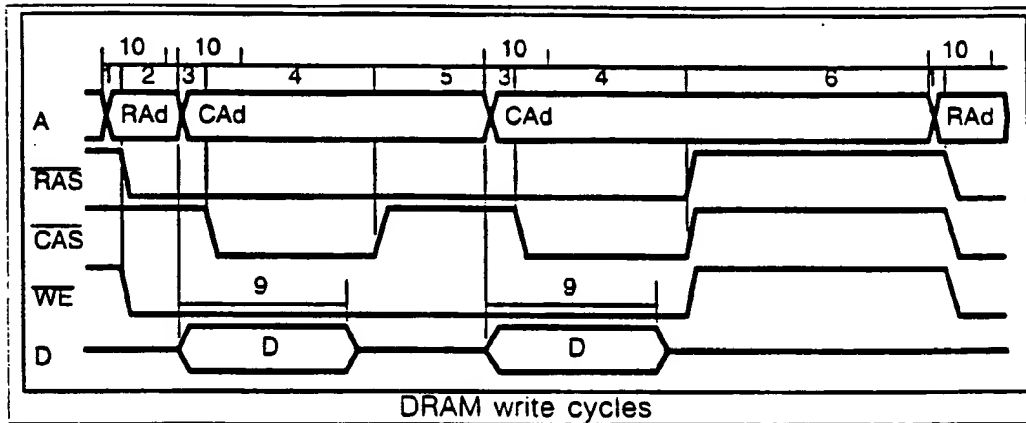 10 10 10 10
1 2 3 4 5 3 4 6 1
A RAd CAd CAd RAd
RAS
CAS
9 9
WE
D D D
DRAM write cycles